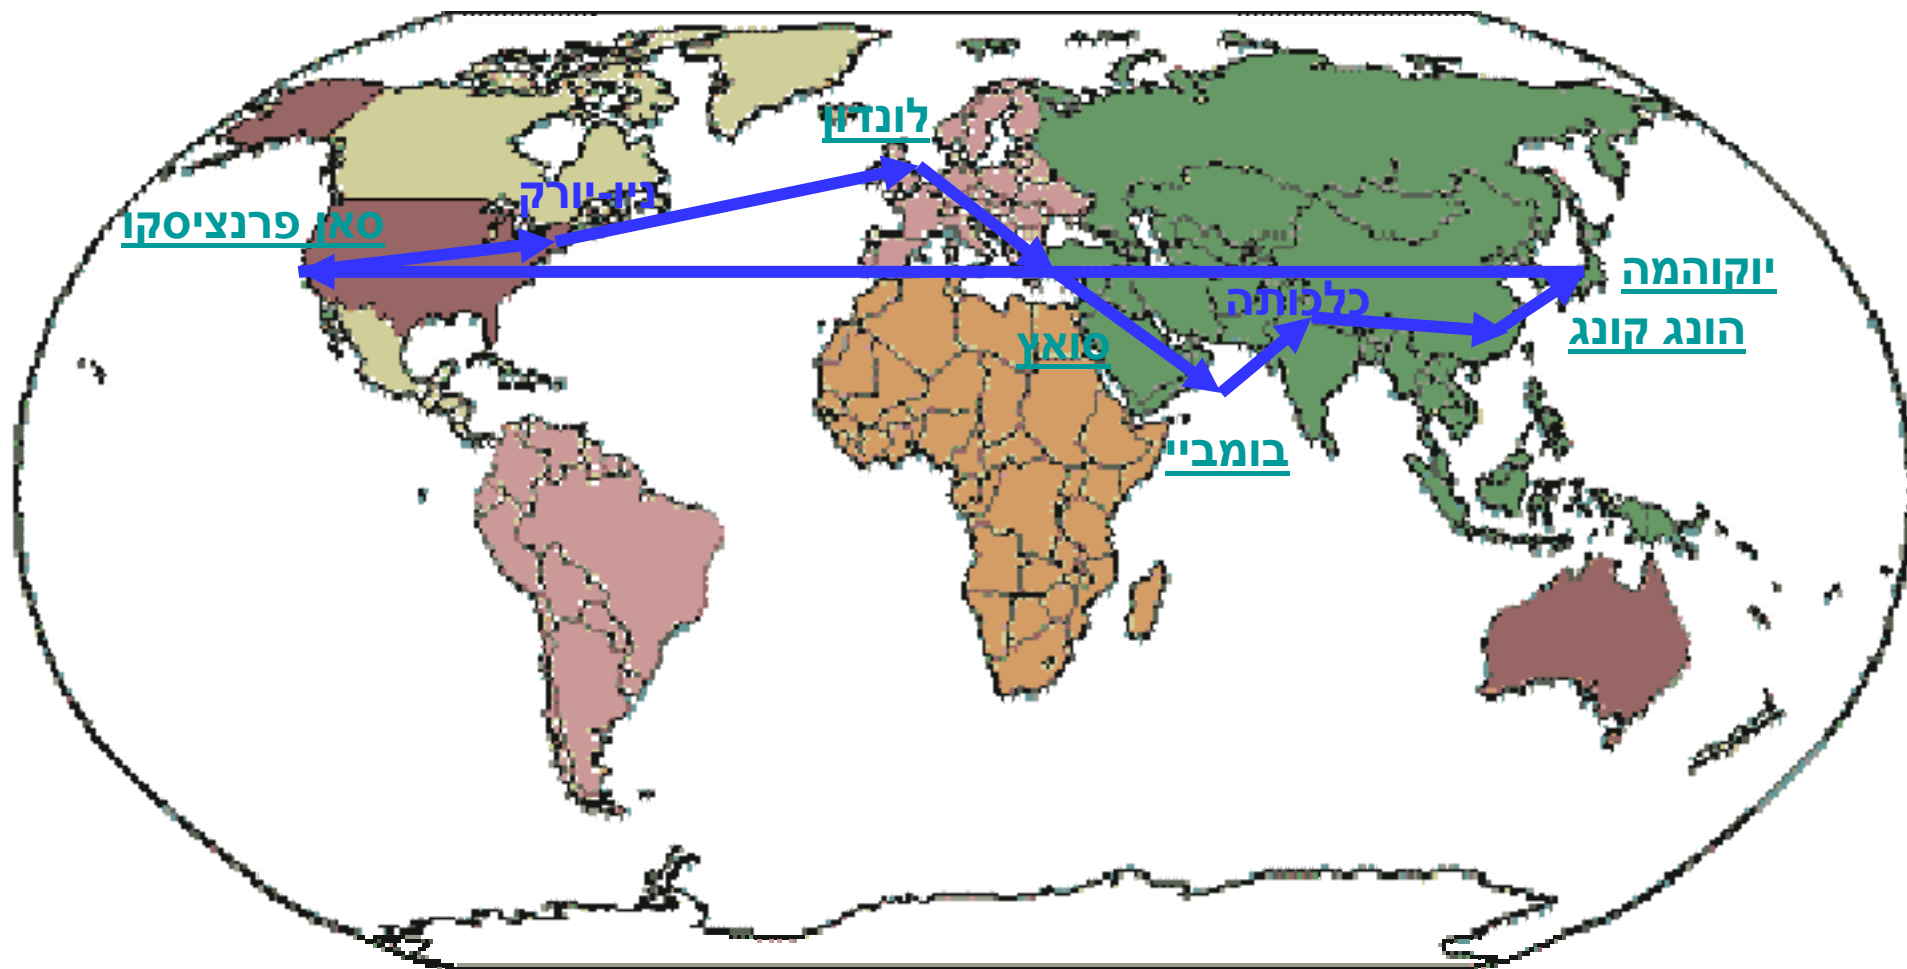 לונדון
ניו-יורק
סאן פרנציסקו
יוקוהמה
כלכותה
הונג קונג
סואץ
בומביי